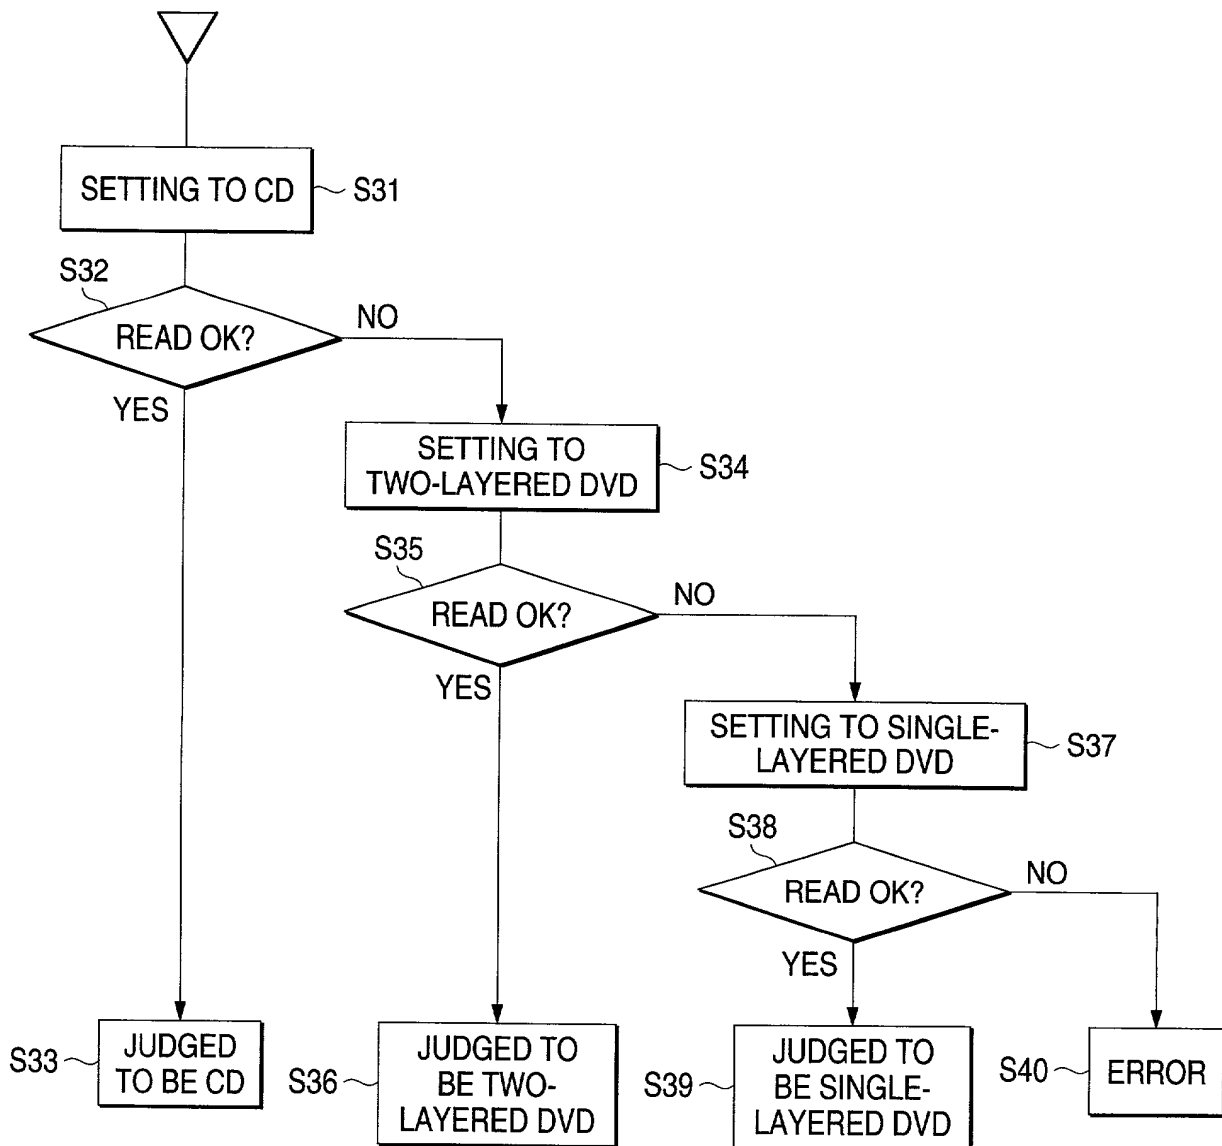 SETTING TO CD
S31
S32
READ OK?
NO
YES
SETTING TO
TWO-LAYERED DVD
S34
S35
READ OK?
NO
YES
SETTING TO SINGLE-
LAYERED DVD
S37
S38
READ OK?
NO
YES
S33
JUDGED
TO BE CD
S36
JUDGED TO
BE TWO-
LAYERED DVD
S39
JUDGED TO
BE SINGLE-
LAYERED DVD
S40
ERROR